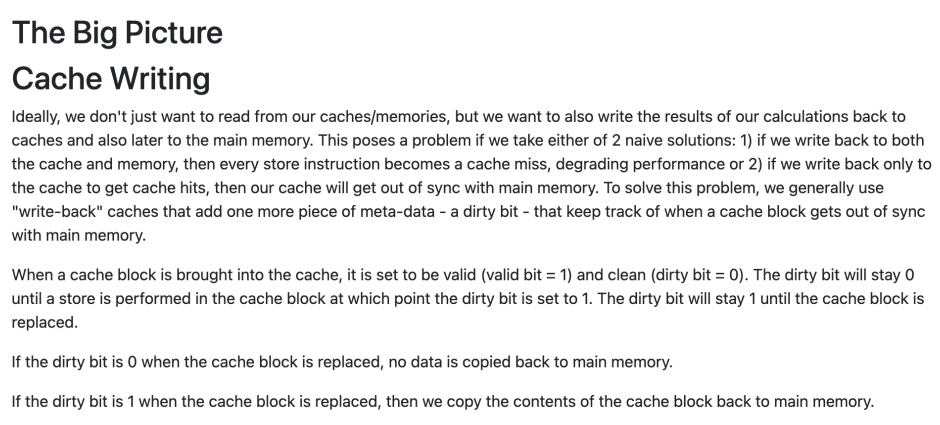 The Big Picture
Cache Writing
Ideally, we don't just want to read from our caches/memories, but we want to also write the results of our calculations back to
caches and also later to the main memory. This poses a problem if we take either of 2 naive solutions: 1) if we write back to both
the cache and memory, then every store instruction becomes a cache miss, degrading performance or 2) if we write back only to
the cache to get cache hits, then our cache will get out of sync with main memory. To solve this problem, we generally use
"write-back" caches that add one more piece of meta-data - a dirty bit - that keep track of when a cache block gets out of sync
with main memory.
When a cache block is brought into the cache, it is set to be valid (valid bit = 1) and clean (dirty bit = 0). The dirty bit will stay 0
until a store is performed in the cache block at which point the dirty bit is set to 1. The dirty bit will stay 1 until the cache block is
replaced.
If the dirty bit is 0 when the cache block is replaced, no data is copied back to main memory.
If the dirty bit is 1 when the cache block is replaced, then we copy the contents of the cache block back to main memory.